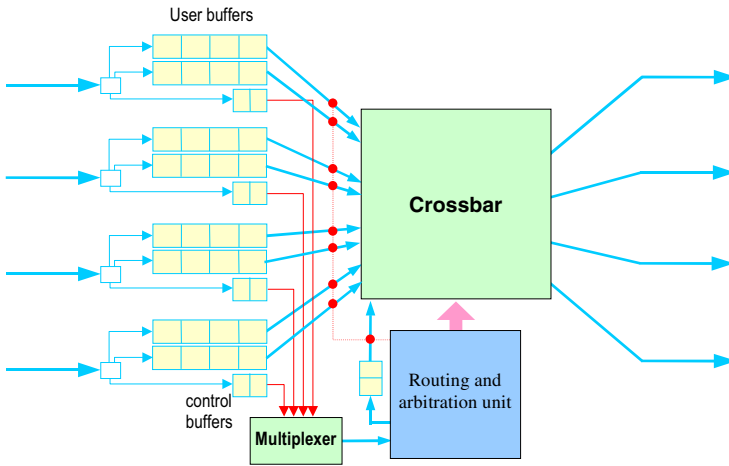 User buffers
Crossbar
Routing and
arbitration unit
control
buffers
Multiplexer